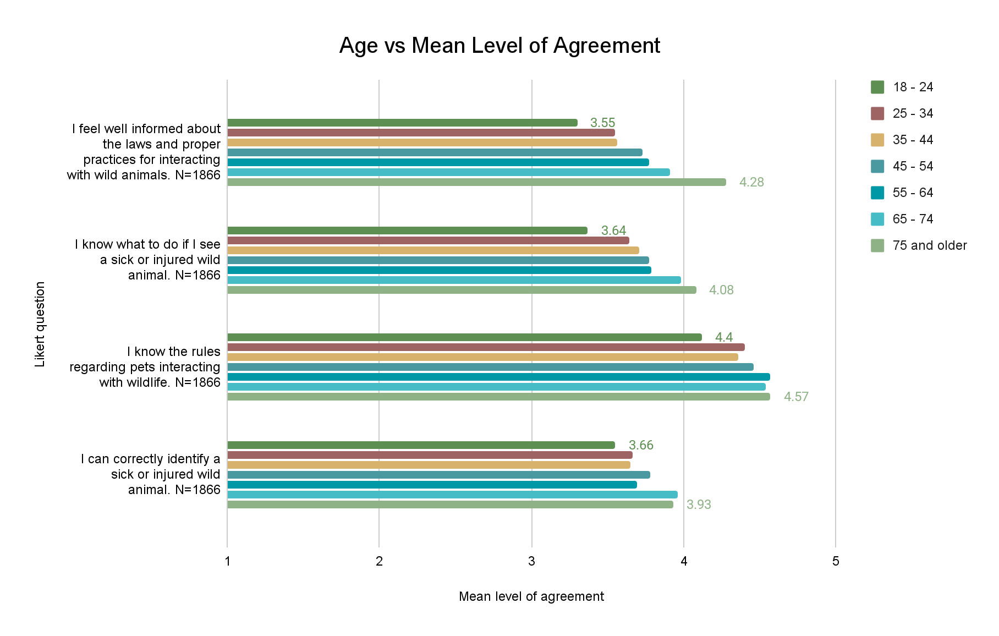 Age vs Mean Level of Agreement
18 - 24
25 - 34
35 - 44
45 - 54
55 - 64
65 - 74
75 and older
Likert question
I feel well informed about
the laws and proper
practices for interacting
with wild animals. N=1866
3.55
4.28
I know what to do if I see
a sick or injured wild
animal. N=1866
3.64
4.08
I know the rules
regarding pets interacting
with wildlife. N=1866
4.4
4.57
I can correctly identify a
sick or injured wild
animal. N=1866
3.66
3.93
1 2 3 4 5
Mean level of agreement